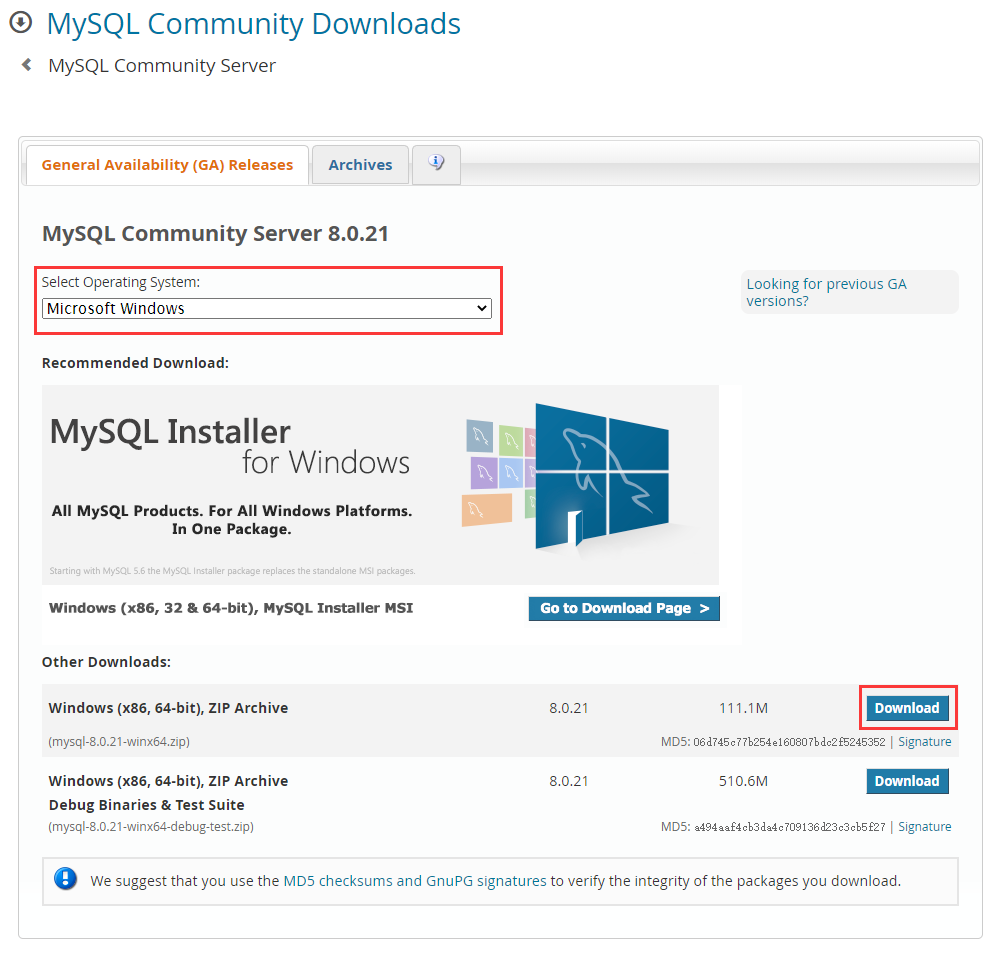 MySQL Community Downloads
MySQL Community Server
General Availability (GA) Releases
Archives
MySQL Community Server 8.0.21
Select Operating System:
Microsoft Windows
Looking for previous GA
versions?
Recommended Download:
MySQL Installer
for Windows
All MySQL Products. For All Windows Platforms.
In One Package.
Starting with MySQL 5.6 the MySQL Installer package replaces the standalone MSI packages.
Windows (x86, 32 & 64-bit), MySQL Installer MSI
Go to Download Page >
Other Downloads:
Windows (x86, 64-bit), ZIP Archive 8.0.21 111.1M Download
(mysql-8.0.21-winx64.zip) MD5: 06d745c77b254e160807bdc2f5245352 | Signature
Windows (x86, 64-bit), ZIP Archive 8.0.21 510.6M Download
Debug Binaries & Test Suite
(mysql-8.0.21-winx64-debug-test.zip) MD5: a494aaf4cb3da4c709136d23c3cb5f27 | Signature
We suggest that you use the MD5 checksums and GnuPG signatures to verify the integrity of the packages you download.